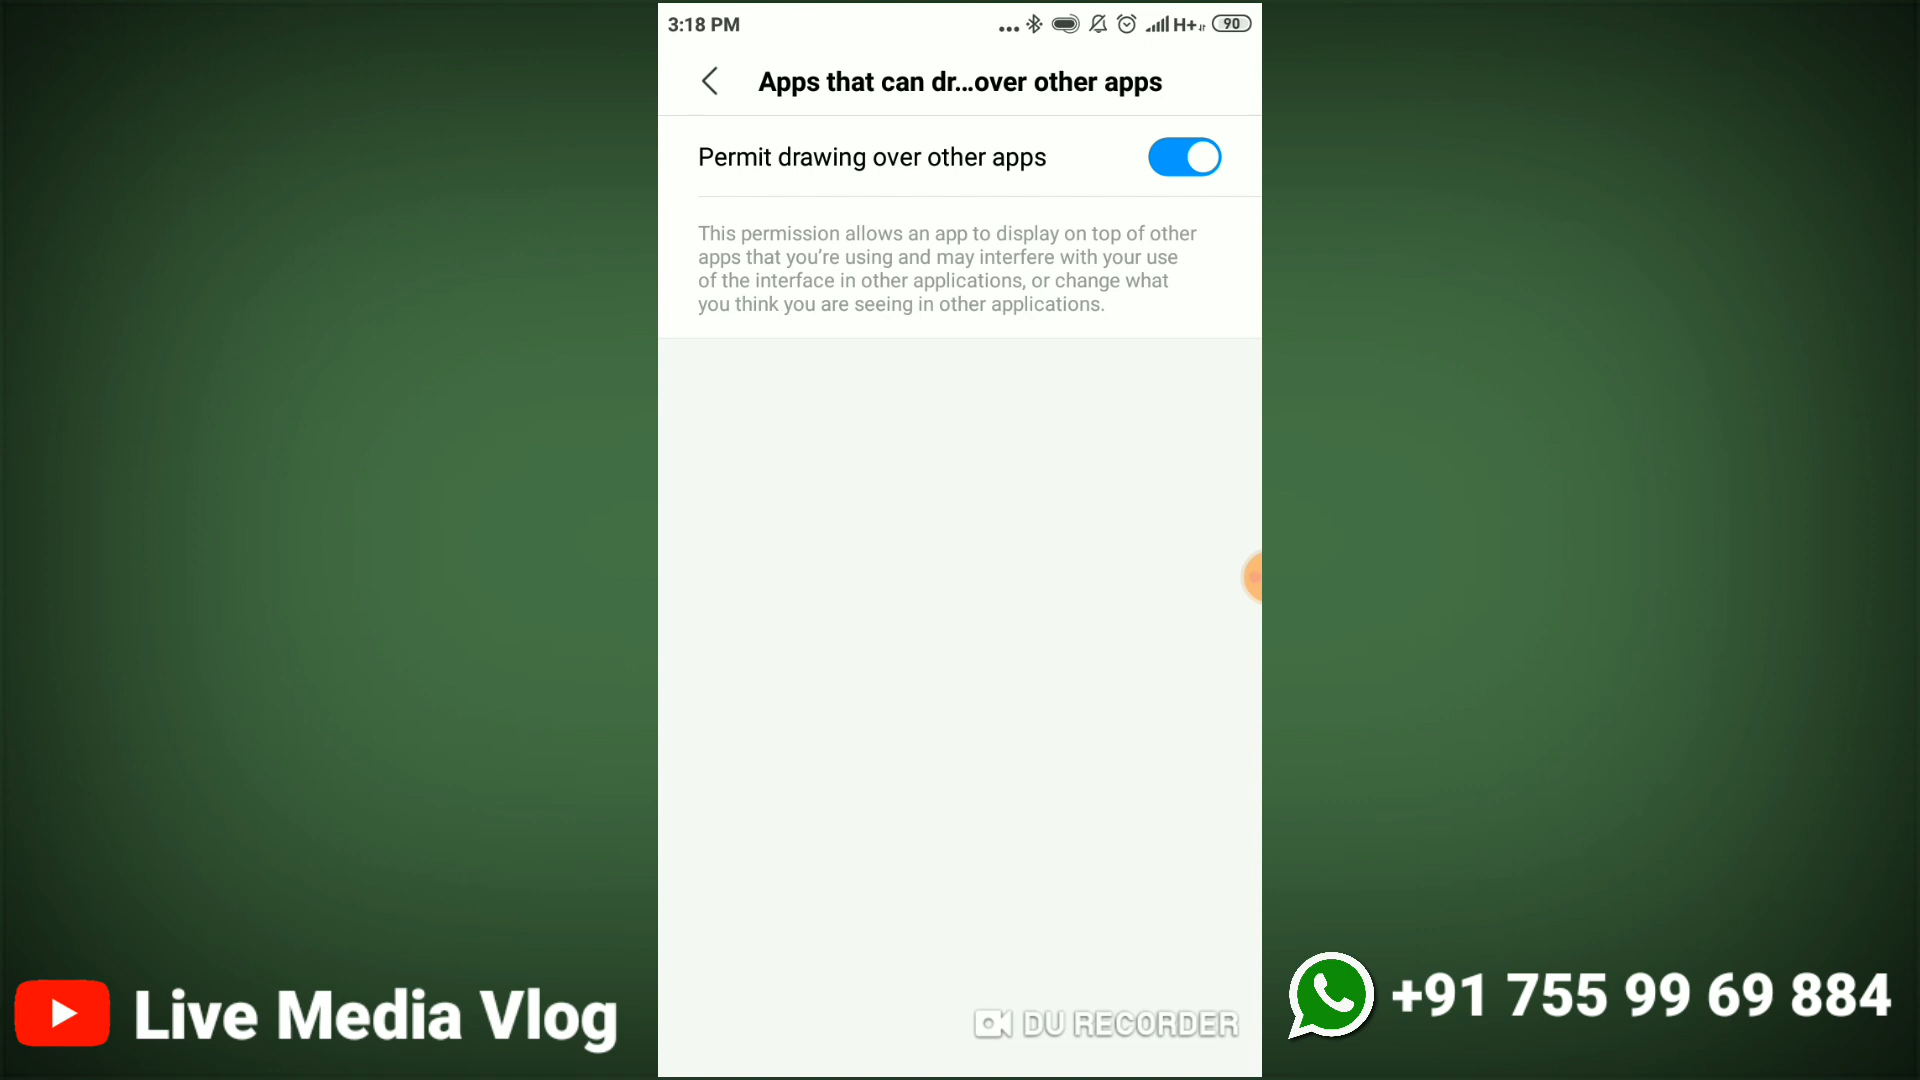 3:18 PM
H+
90
Apps that can dr...over other apps
Permit drawing over other apps
This permission allows an app to display on top of other
apps that you’re using and may interfere with your use
of the interface in other applications, or change what
you think you are seeing in other applications.
DU RECORDER
Live Media Vlog
+91 755 99 69 884